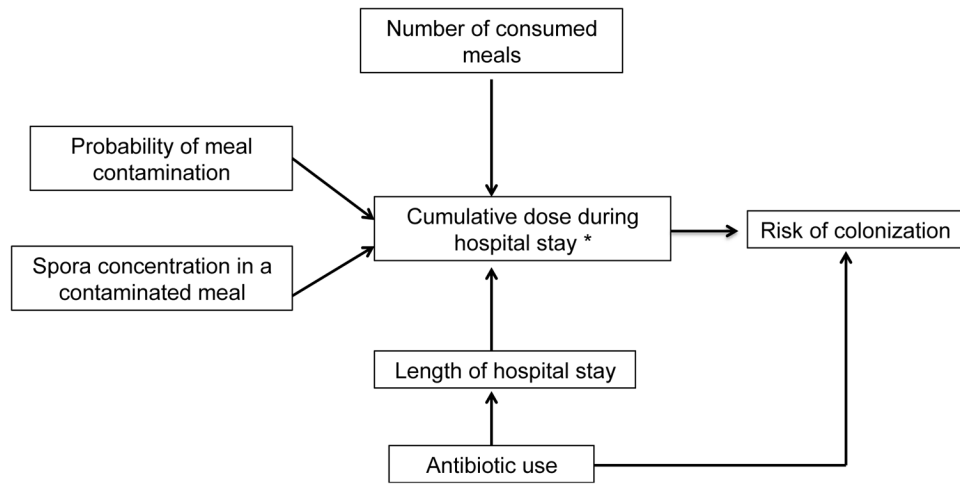 Number of consumed
meals
Probability of meal
contamination
Cumulative dose during
hospital stay *
Risk of colonization
Spora concentration in a
contaminated meal
Length of hospital stay
Antibiotic use